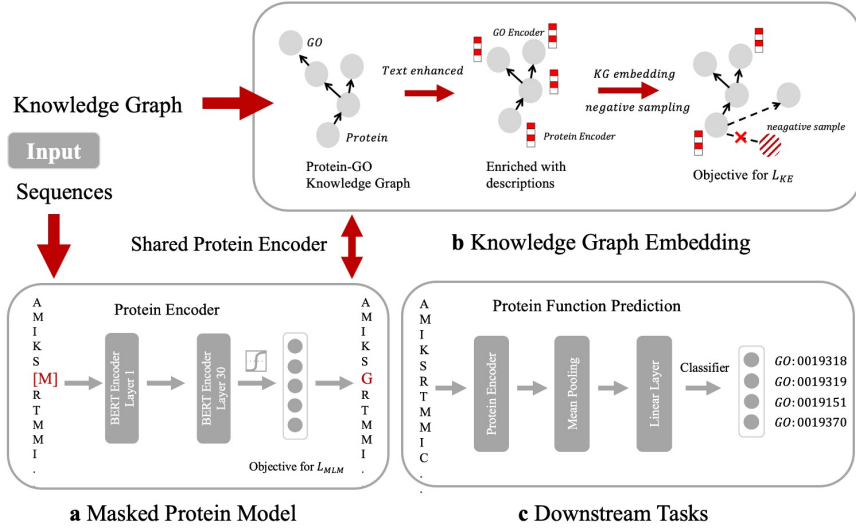 Knowledge Graph
Input
Sequences
GO
Protein
Protein-GO
Knowledge Graph
Text enhanced
GO Encoder
Protein Encoder
Enriched with
descriptions
KG embedding
negative sampling
neagative sample
Objective for L_KE
b Knowledge Graph Embedding
Shared Protein Encoder
Protein Encoder
A
M
I
K
S
[M]
R
T
M
M
I
.
.
BERT Encoder
Layer 1
BERT Encoder
Layer 30
Objective for L_MLM
A
M
I
K
S
G
R
T
M
M
I
.
.
a Masked Protein Model
Protein Function Prediction
A
M
I
K
S
R
T
M
M
I
C
.
.
Protein Encoder
Mean Pooling
Linear Layer
Classifier
GO:0019318
GO:0019319
GO:0019151
GO:0019370
c Downstream Tasks